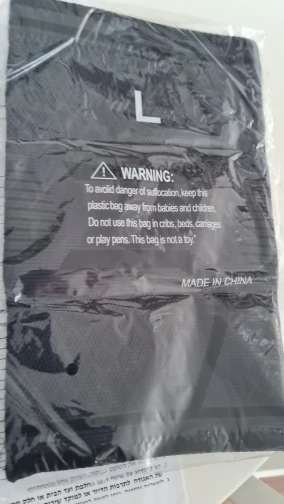 L
⚠ WARNING:
To avolid danger of suffocation,keep this
plastic bag away from babies and children.
Do not use this bag in cribs, beds, carriages
or play pens. This bag is not a toy."
MADE IN CHINA